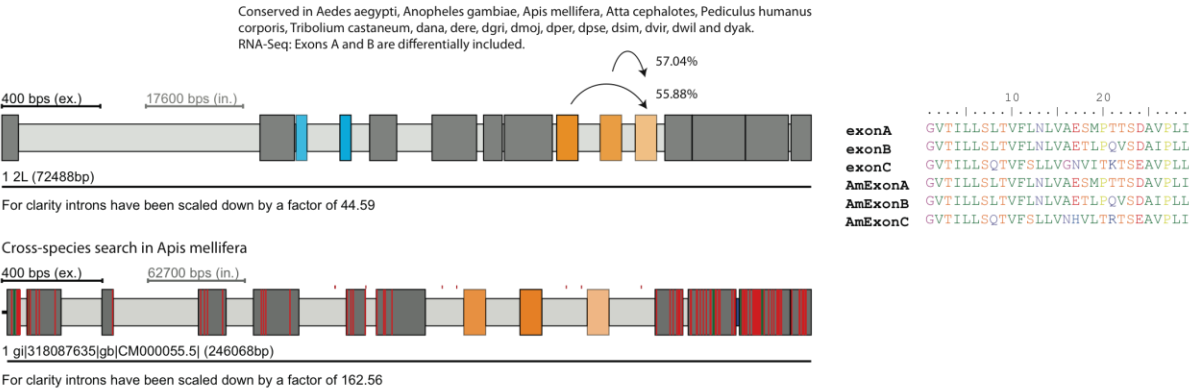 Conserved in Aedes aegypti, Anopheles gambiae, Apis mellifera, Atta cephalotes, Pediculus humanus
corporis, Tribolium castaneum, dana, dere, dgri, dmoj, dper, dpse, dsim, dvir, dwil and dyak.
RNA-Seq: Exons A and B are differentially included.
57.04%
55.88%
400 bps (ex.) 17600 bps (in.)
1 2L (72488bp)
For clarity introns have been scaled down by a factor of 44.59
Cross-species search in Apis mellifera
400 bps (ex.) 62700 bps (in.)
1 gi|318087635|gb|CM000055.5| (246068bp)
For clarity introns have been scaled down by a factor of 162.56
10 20
exonA GVTILLSLTVFLNLVAESMPTTSDAVPLI
exonB GVTILLSLTVFLNLVAETLPQVSDAIPLL
exonC GVTILLSQTVFSLLVGNVITKTSEAVPLI
AmExonA GVTILLSLTVFLNLVAESMPTTSDAVPLI
AmExonB GVTILLSLTVFLNLVAETLPQVSDAIPLL
AmExonC GVTILLSQTVFSLLVNHVLTRTSEAIPLI